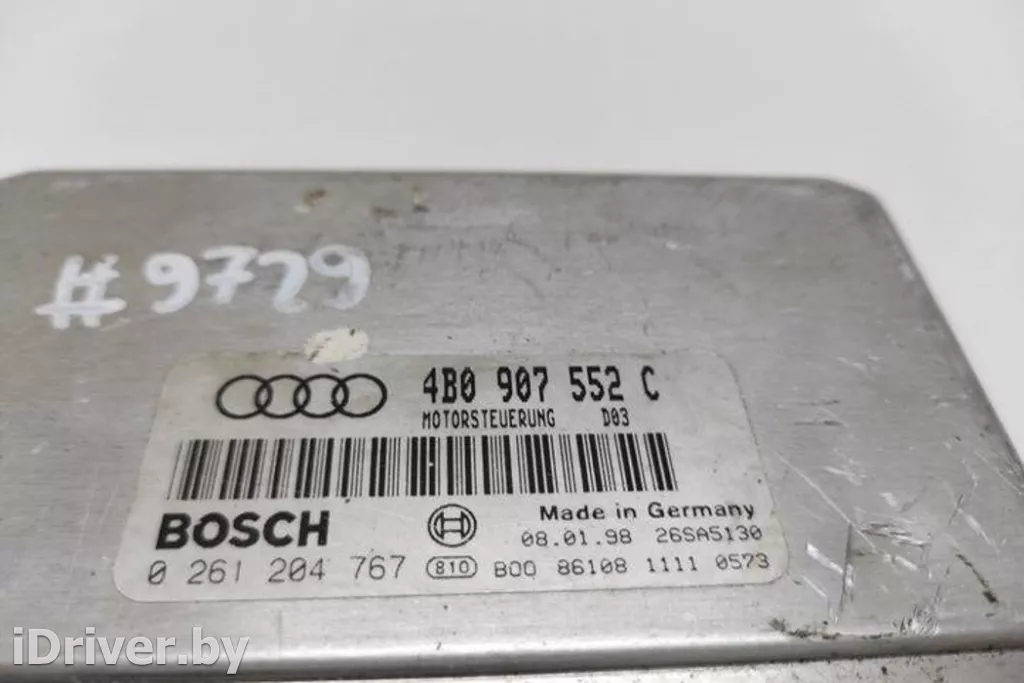 #9729
4B0 907 552 C
MOTORSTEUERUNG D03
BOSCH
Made in Germany
08.01.98 26SA5130
0 261 204 767 810 B00 86108 1111 0573
iDriver.by